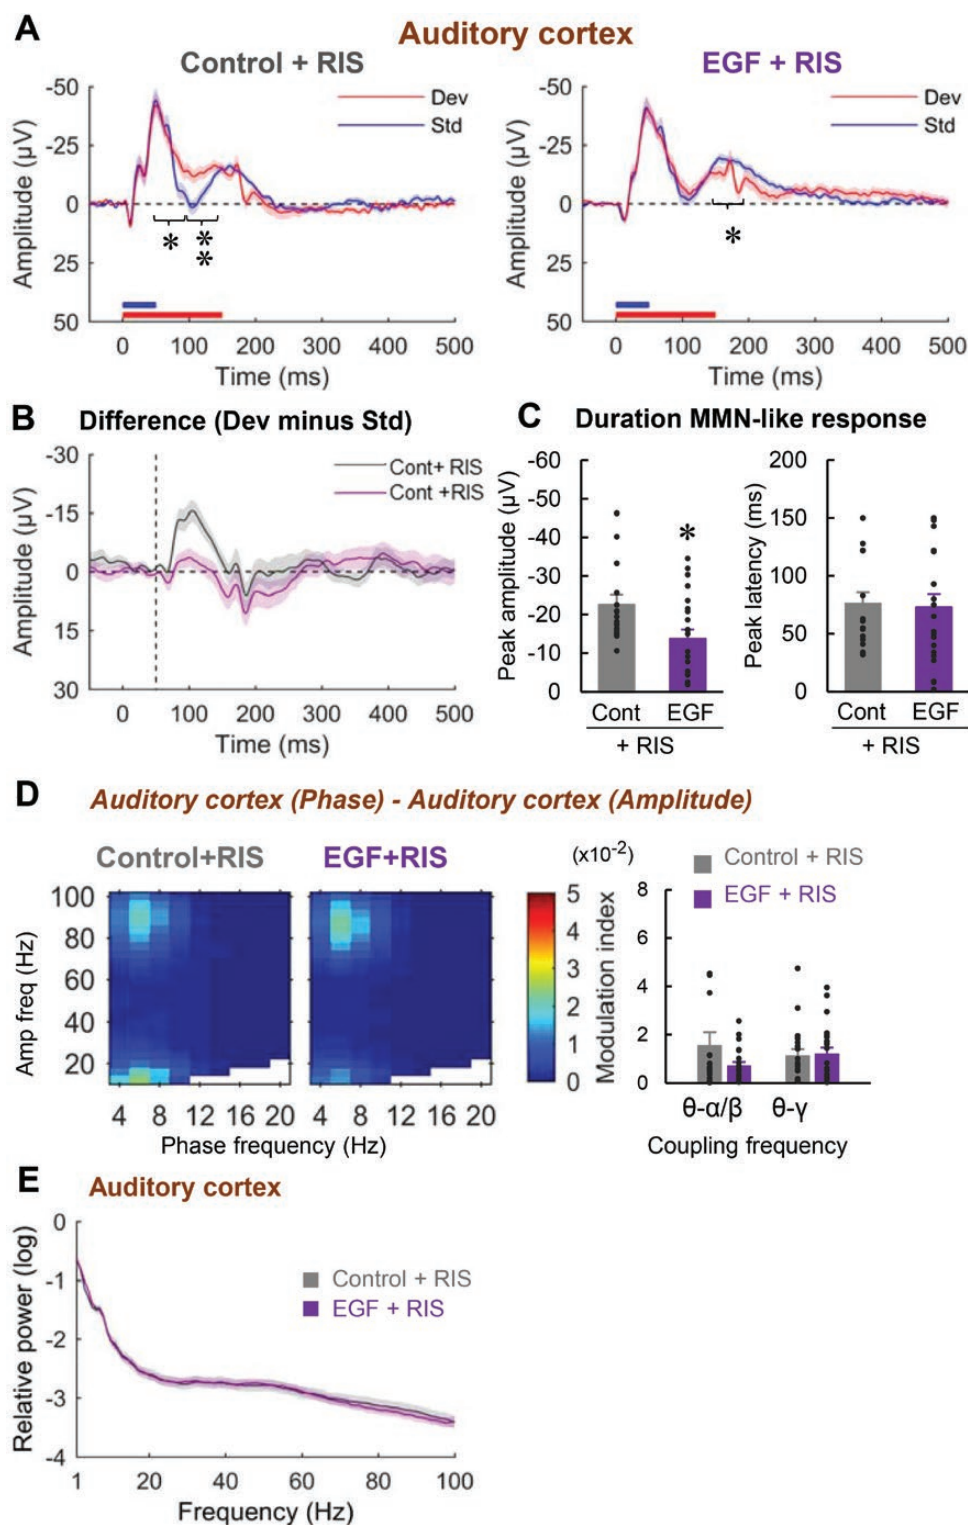 A
Auditory cortex
Control + RIS
EGF + RIS
-50
-25
0
25
50
Amplitude (µV)
Dev
Std
*
*
*
0 100 200 300 400 500
Time (ms)
-50
-25
0
25
50
Amplitude (µV)
Dev
Std
*
0 100 200 300 400 500
Time (ms)
B
Difference (Dev minus Std)
-30
-15
0
15
30
Amplitude (µV)
Cont+ RIS
Cont +RIS
0 100 200 300 400 500
Time (ms)
C
Duration MMN-like response
-60
-50
-40
-30
-20
-10
0
Peak amplitude (µV)
*
Cont EGF
+ RIS
200
150
100
50
0
Peak latency (ms)
Cont EGF
+ RIS
D
Auditory cortex (Phase) - Auditory cortex (Amplitude)
Control+RIS
EGF+RIS
100
80
60
40
20
Amp freq (Hz)
4 8 12 16 20
4 8 12 16 20
Phase frequency (Hz)
(x10-2)
5
4
3
2
1
0
Modulation index
Control + RIS
EGF + RIS
8
6
4
2
0
θ-α/β θ-γ
Coupling frequency
E
Auditory cortex
0
-1
-2
-3
-4
Relative power (log)
Control + RIS
EGF + RIS
1 20 40 60 80 100
Frequency (Hz)